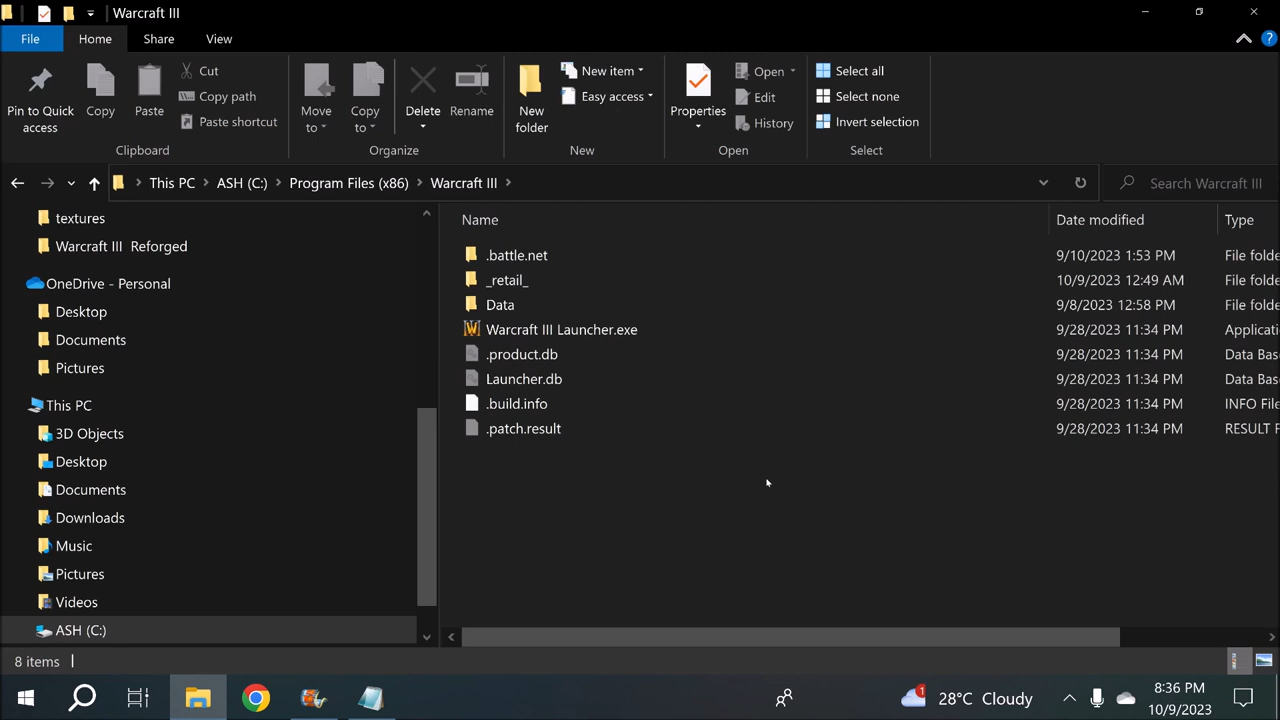 Warcraft III
File Home Share View
Pin to Quick access
Copy
Paste
Cut
Copy path
Paste shortcut
Clipboard
Move to
Copy to
Delete
Rename
Organize
New folder
New item
Easy access
New
Properties
Open
Edit
History
Open
Select all
Select none
Invert selection
Select
This PC ASH (C:) Program Files (x86) Warcraft III
Search Warcraft III
textures
Warcraft III Reforged
OneDrive - Personal
Desktop
Documents
Pictures
This PC
3D Objects
Desktop
Documents
Downloads
Music
Pictures
Videos
ASH (C:)
Name Date modified Type
.battle.net 9/10/2023 1:53 PM File folde
_retail_ 10/9/2023 12:49 AM File folde
Data 9/8/2023 12:58 PM File folde
Warcraft III Launcher.exe 9/28/2023 11:34 PM Applicatio
.product.db 9/28/2023 11:34 PM Data Base
Launcher.db 9/28/2023 11:34 PM Data Base
.build.info 9/28/2023 11:34 PM INFO File
.patch.result 9/28/2023 11:34 PM RESULT F
8 items
1
28°C Cloudy
8:36 PM
10/9/2023